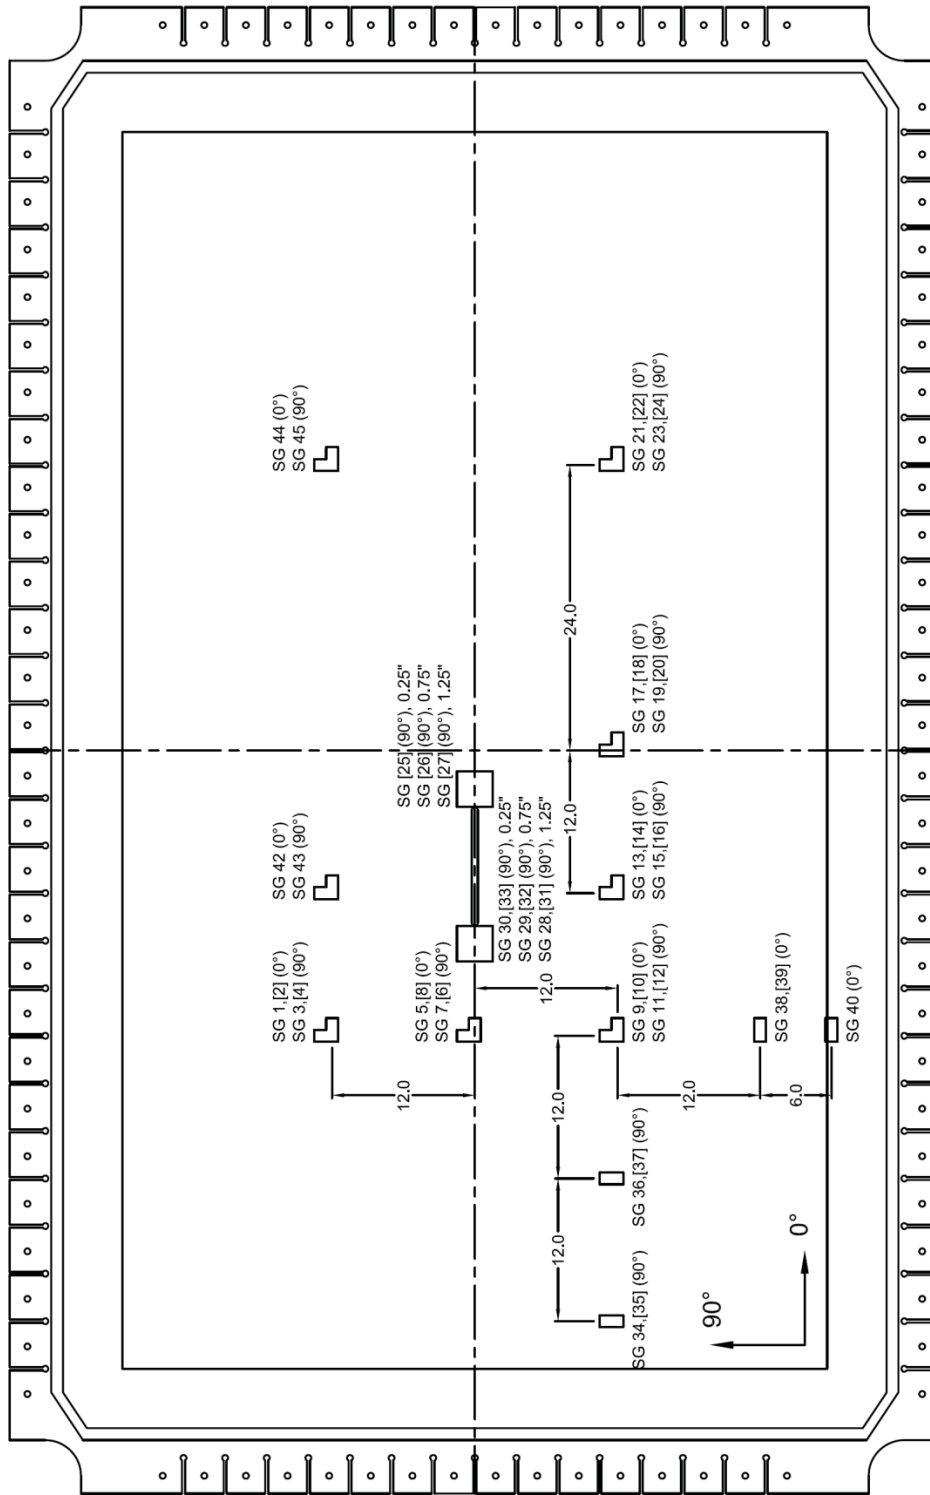 SG 44 (0°)
SG 45 (90°)
SG 21,[22] (0°)
SG 23,[24] (90°)
24.0
SG [25] (90°), 0.25"
SG [26] (90°), 0.75"
SG [27] (90°), 1.25"
SG 17,[18] (0°)
SG 19,[20] (90°)
12.0
SG 42 (0°)
SG 43 (90°)
SG 30,[33] (90°), 0.25"
SG 29,[32] (90°), 0.75"
SG 28,[31] (90°), 1.25"
SG 13,[14] (0°)
SG 15,[16] (90°)
SG 1,[2] (0°)
SG 3,[4] (90°)
SG 5,[8] (0°)
SG 7,[6] (90°)
12.0
SG 9,[10] (0°)
SG 11,[12] (90°)
SG 38,[39] (0°)
SG 40 (0°)
12.0
12.0
12.0
6.0
SG 36,[37] (90°)
12.0
SG 34,[35] (90°)
90°
0°